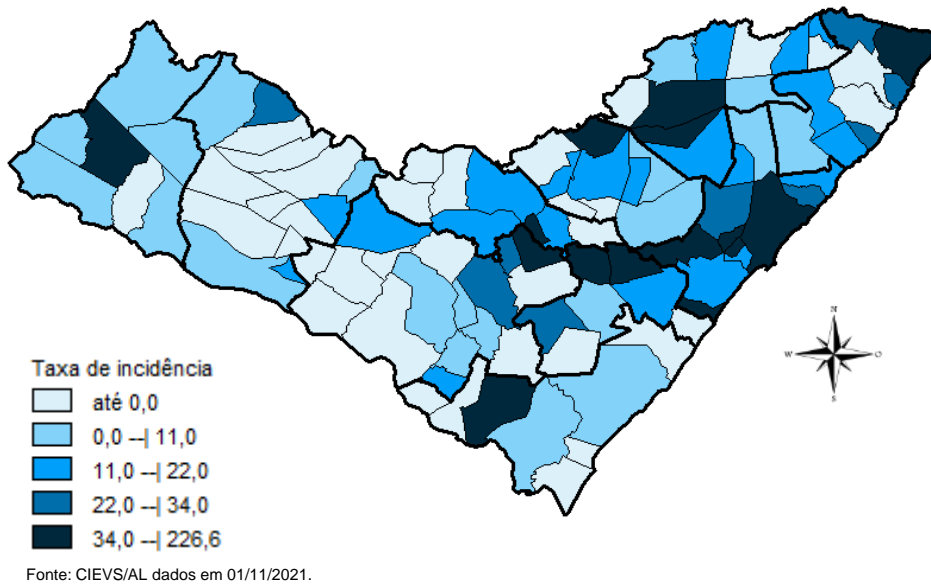 N
W O
S
Taxa de incidência
até 0,0
0,0 --| 11,0
11,0 --| 22,0
22,0 --| 34,0
34,0 --| 226,6
Fonte: CIEVS/AL dados em 01/11/2021.